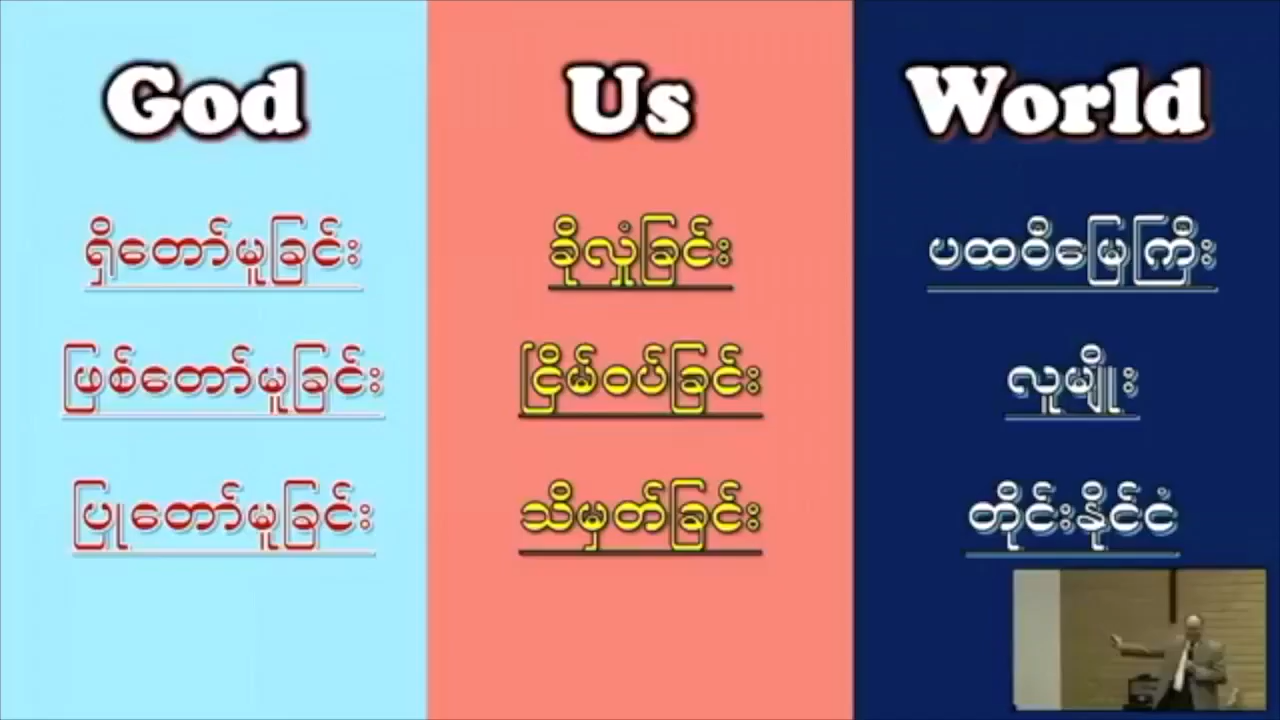 God
ရှိတော်မူခြင်း
ဖြစ်တော်မူခြင်း
ပြုတော်မူခြင်း
Us
ခိုလှုံခြင်း
ငြိမ်ဝပ်ခြင်း
သိမှတ်ခြင်း
World
ပထဝီမြေကြီး
လူမျိုး
တိုင်းနိုင်ငံ